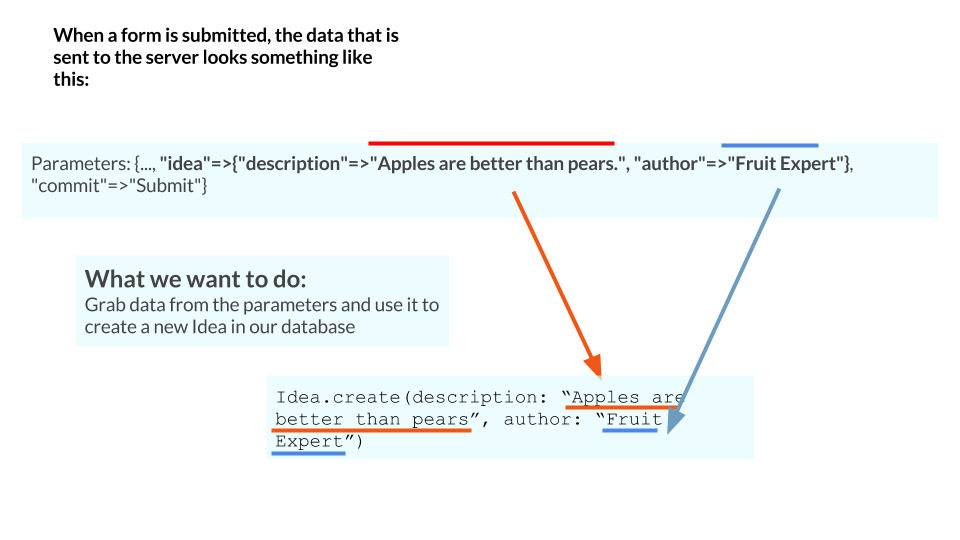 When a form is submitted, the data that is
sent to the server looks something like
this:
Parameters: {..., "idea"=>{"description"=>"Apples are better than pears.", "author"=>"Fruit Expert"},
"commit"=>"Submit"}
What we want to do:
Grab data from the parameters and use it to
create a new Idea in our database
Idea.create(description: “Apples are
better than pears”, author: “Fruit
Expert”)